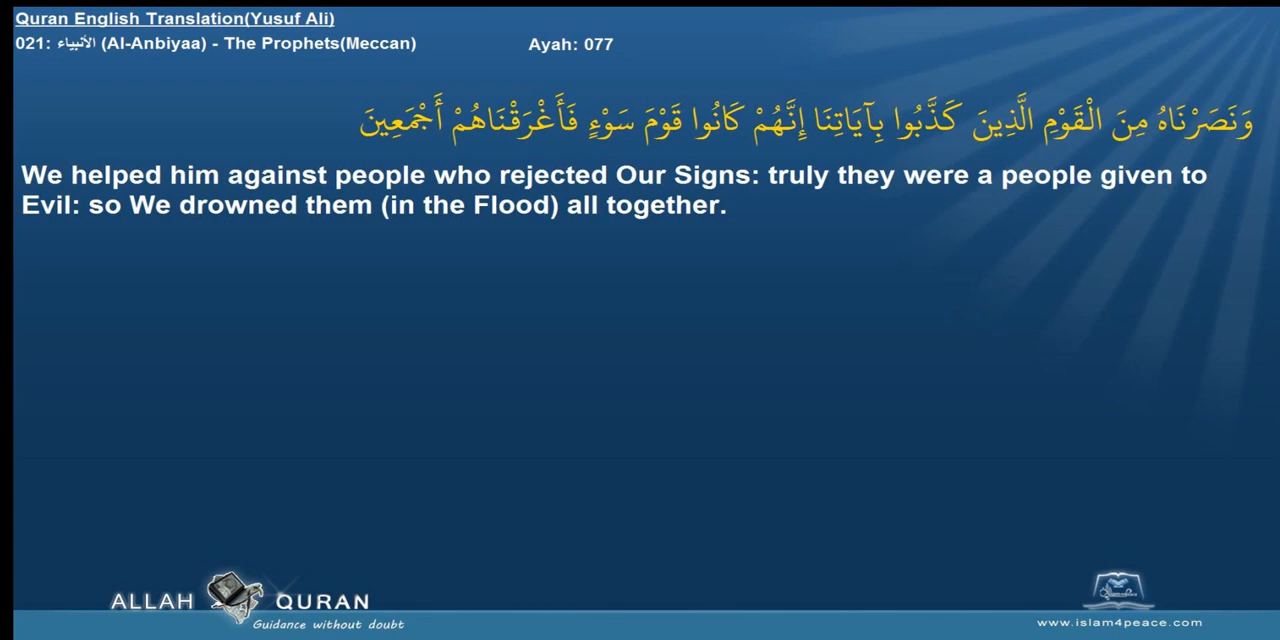 Quran English Translation(Yusuf Ali)
021: الأنبياء (Al-Anbiyaa) - The Prophets(Meccan) Ayah: 077
وَنَصَرْنَاهُ مِنَ الْقَوْمِ الَّذِينَ كَذَّبُوا بِآيَاتِنَا إِنَّهُمْ كَانُوا قَوْمَ سَوْءٍ فَأَغْرَقْنَاهُمْ أَجْمَعِينَ
We helped him against people who rejected Our Signs: truly they were a people given to
Evil: so We drowned them (in the Flood) all together.
ALLAH QURAN
Guidance without doubt
www.islam4peace.com